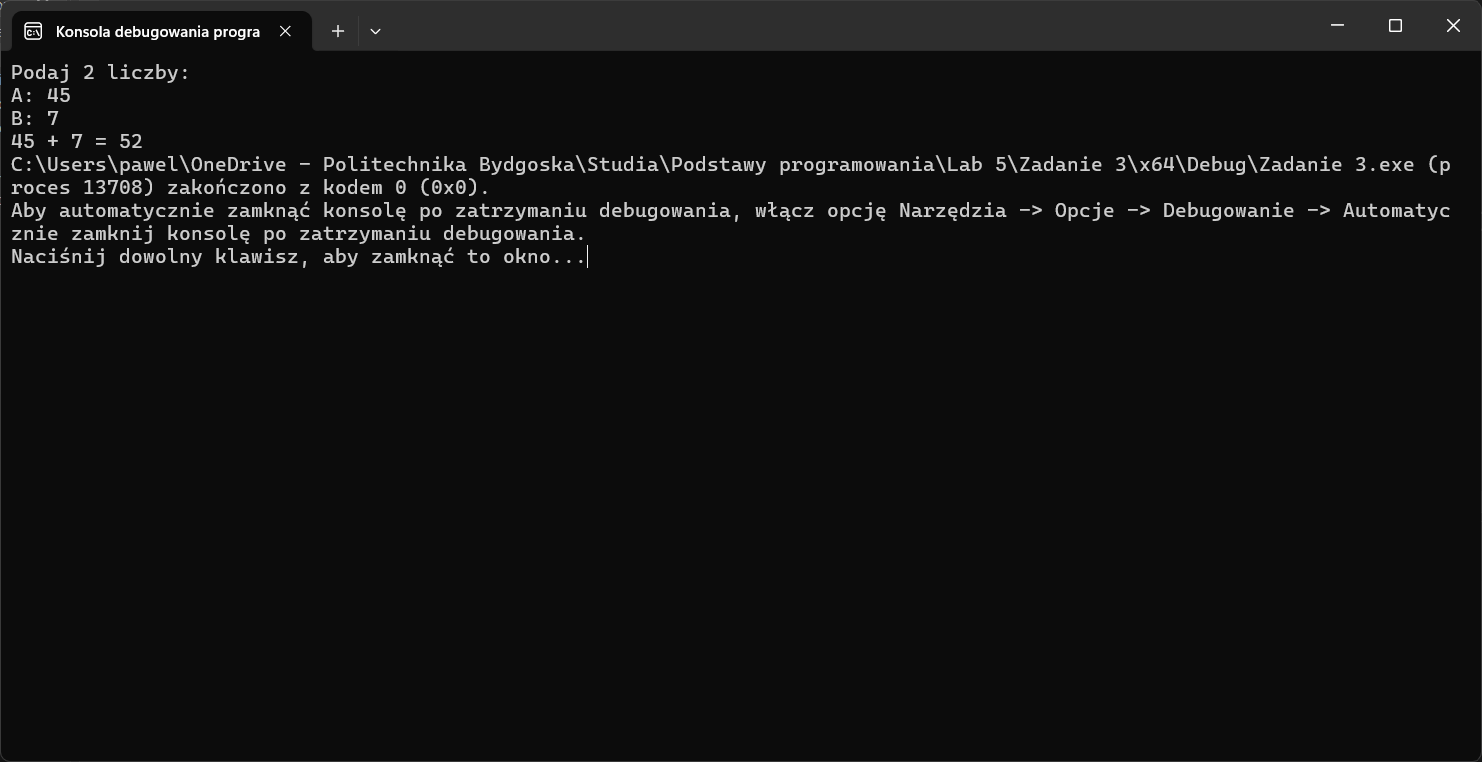 Konsola debugowania progra
Podaj 2 liczby:
A: 45
B: 7
45 + 7 = 52
C:\Users\pawel\OneDrive - Politechnika Bydgoska\Studia\Podstawy programowania\Lab 5\Zadanie 3\x64\Debug\Zadanie 3.exe (p
roces 13708) zakończono z kodem 0 (0x0).
Aby automatycznie zamknąć konsolę po zatrzymaniu debugowania, włącz opcję Narzędzia -> Opcje -> Debugowanie -> Automatyc
znie zamknij konsolę po zatrzymaniu debugowania.
Naciśnij dowolny klawisz, aby zamknąć to okno...